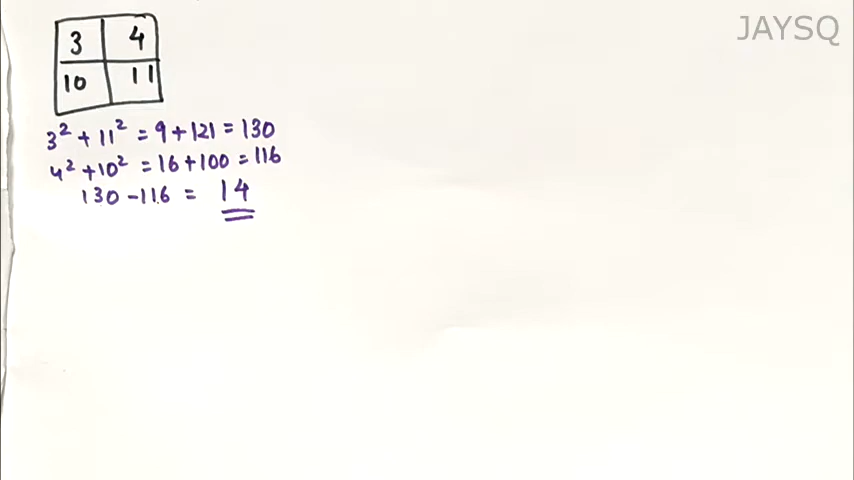 JAYSQ
3 4
10 11
3² + 11² = 9 + 121 = 130
4² + 10² = 16 + 100 = 116
130 - 116 = 14